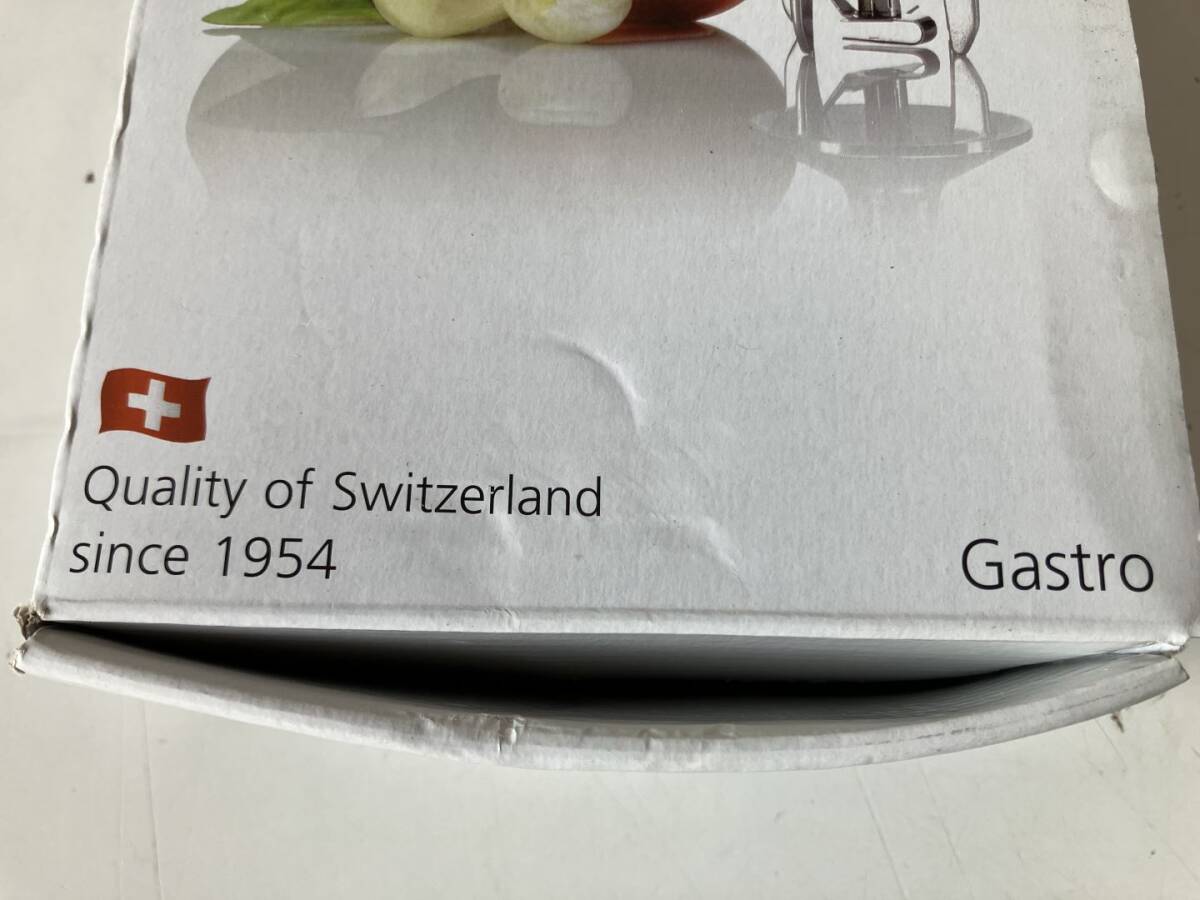 Quality of Switzerland
since 1954
Gastro